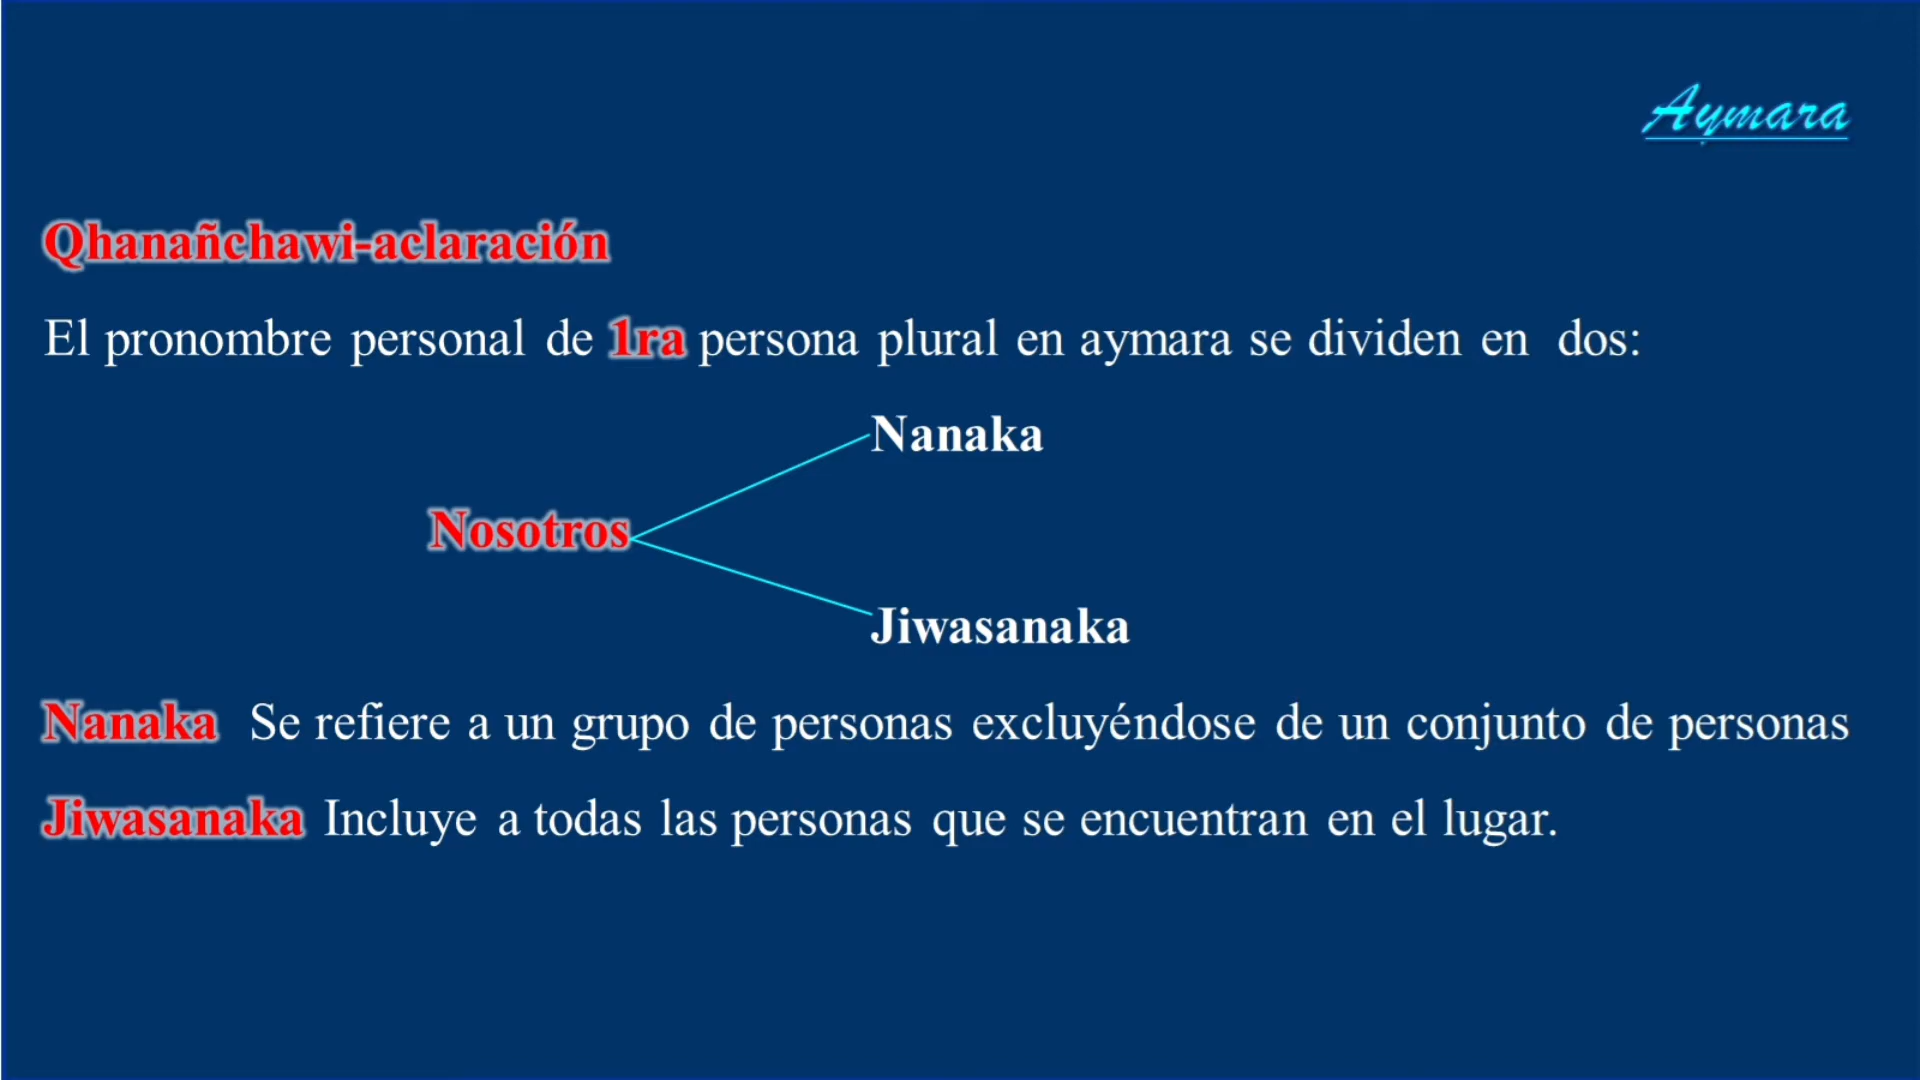 Aymara
Qhanañchawi-aclaración
El pronombre personal de 1ra persona plural en aymara se dividen en dos:
Nanaka
Nosotros
Jiwasanaka
Nanaka Se refiere a un grupo de personas excluyéndose de un conjunto de personas
Jiwasanaka Incluye a todas las personas que se encuentran en el lugar.